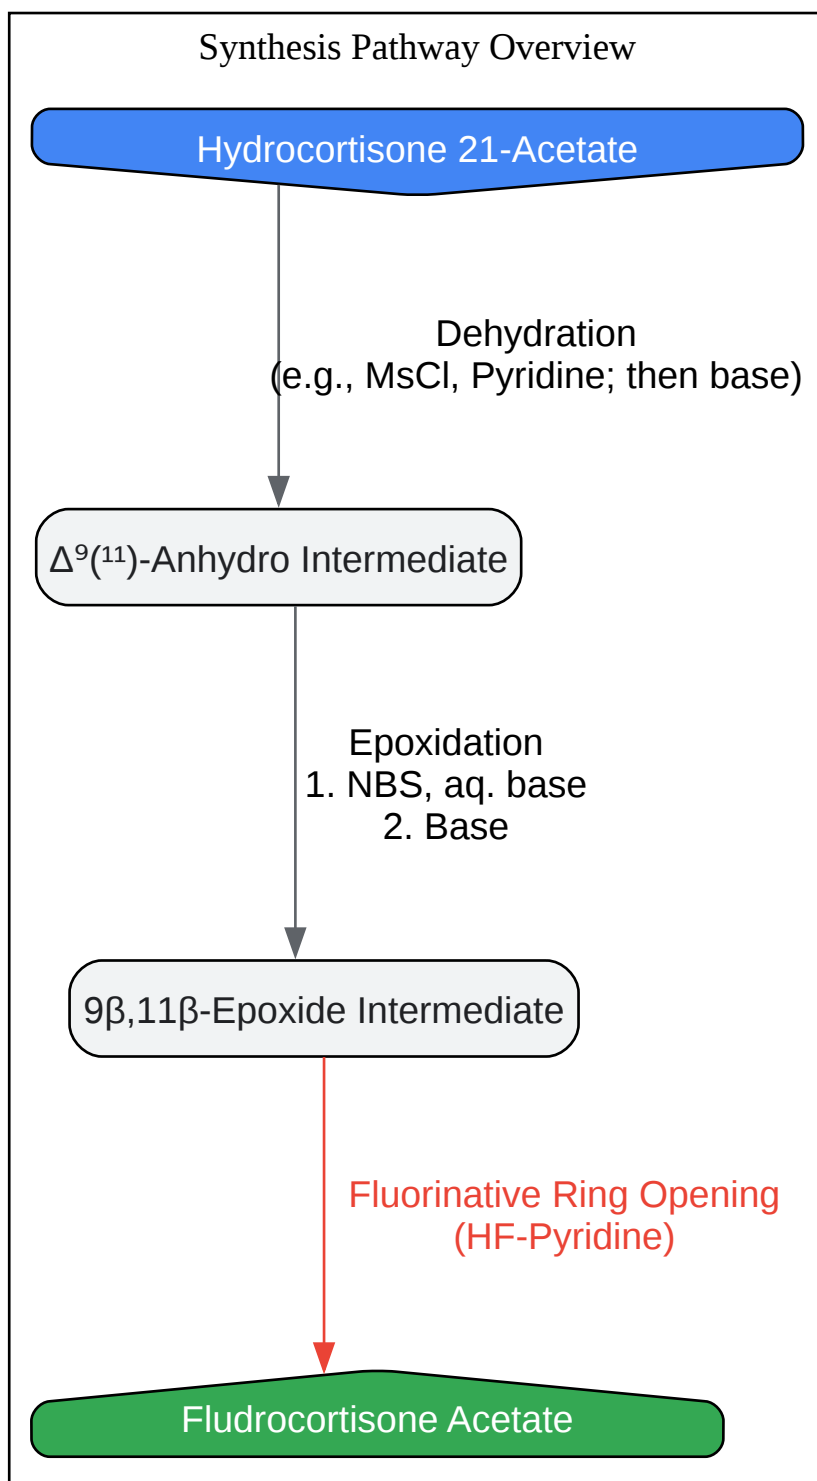 Synthesis Pathway Overview
Hydrocortisone 21-Acetate
Dehydration
(e.g., MsCl, Pyridine; then base)
Δ⁹(¹¹)-Anhydro Intermediate
Epoxidation
1. NBS, aq. base
2. Base
9β,11β-Epoxide Intermediate
Fluorinative Ring Opening
(HF-Pyridine)
Fludrocortisone Acetate